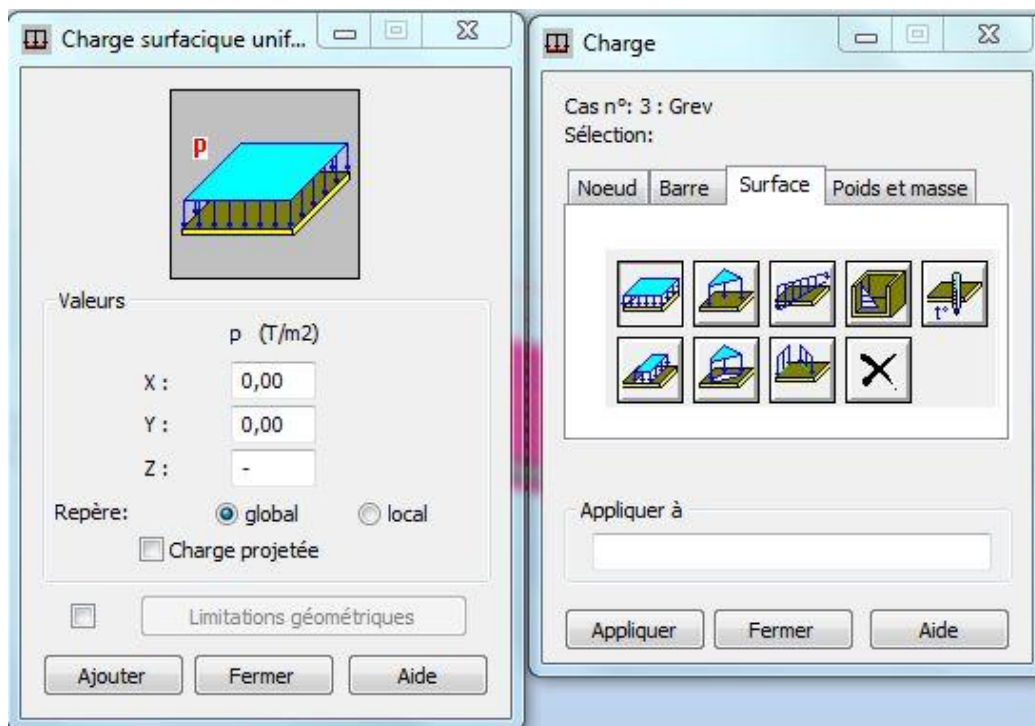 Charge surfacique unif...
p
Valeurs
p (T/m2)
X : 0,00
Y : 0,00
Z : -
Repère: global local
Charge projetée
Limitations géométriques
Ajouter Fermer Aide
Charge
Cas n°: 3 : Grev
Sélection:
Noeud Barre Surface Poids et masse
t°
Appliquer à
Appliquer Fermer Aide